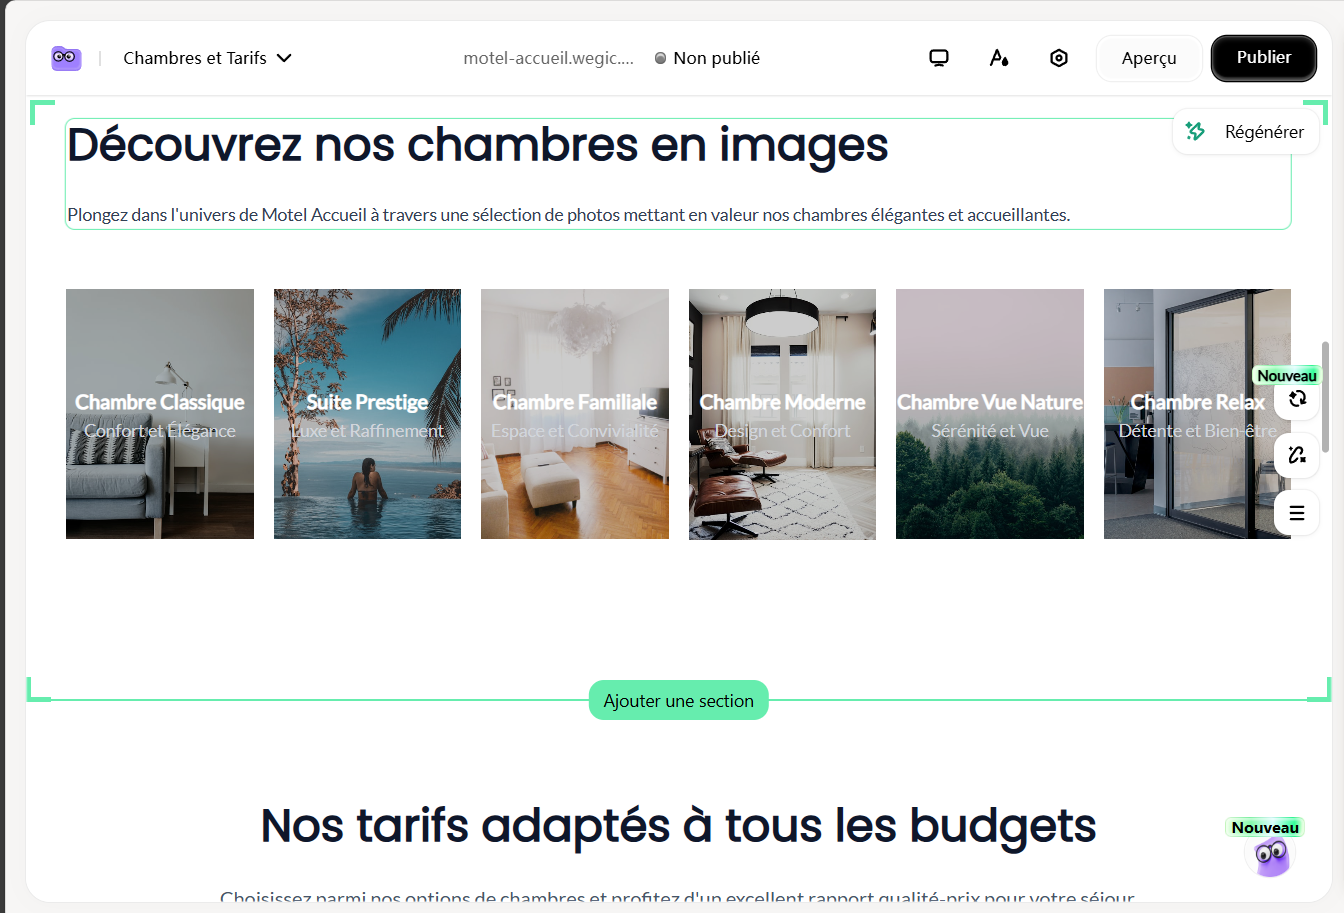 Chambres et Tarifs
motel-accueil.wegic....
Non publié
Aperçu
Publier
Régénérer
Découvrez nos chambres en images
Plongez dans l'univers de Motel Accueil à travers une sélection de photos mettant en valeur nos chambres élégantes et accueillantes.
Nouveau
Chambre Classique
Confort et Élégance
Suite Prestige
Luxe et Raffinement
Chambre Familiale
Espace et Convivialité
Chambre Moderne
Design et Confort
Chambre Vue Nature
Sérénité et Vue
Chambre Relax
Détente et Bien-être
Ajouter une section
Nos tarifs adaptés à tous les budgets
Nouveau
Choisissez parmi nos options de chambres et profitez d'un excellent rapport qualité-prix pour votre séjour.